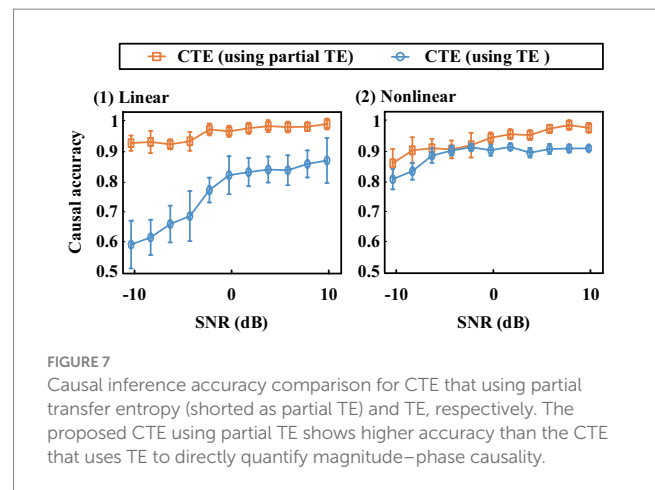 CTE (using partial TE) CTE (using TE )
(1) Linear (2) Nonlinear
Causal accuracy
1
0.9
0.8
0.7
0.6
0.5
-10 0 10
SNR (dB)
1
0.9
0.8
0.7
0.6
0.5
-10 0 10
SNR (dB)
FIGURE 7
Causal inference accuracy comparison for CTE that using partial
transfer entropy (shorted as partial TE) and TE, respectively. The
proposed CTE using partial TE shows higher accuracy than the CTE
that uses TE to directly quantify magnitude–phase causality.